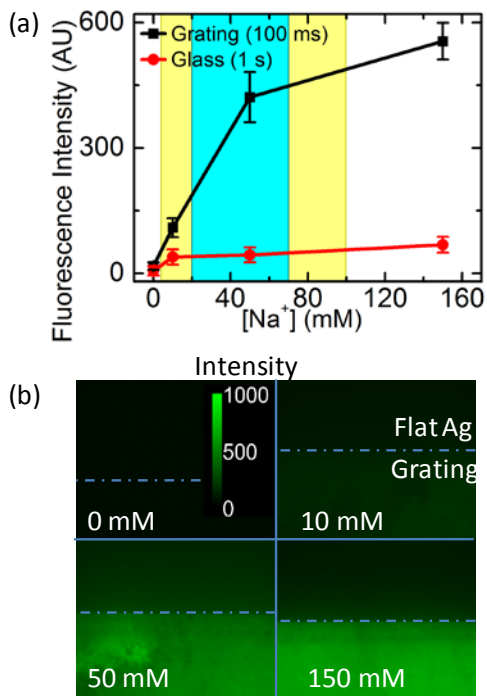 (a)
Fluorescence Intensity (AU)
600
300
0
Grating (100 ms)
Glass (1 s)
0 40 80 120 160
[Na⁺] (mM)
(b)
Intensity
1000
500
0
0 mM
Flat Ag
Grating
10 mM
50 mM
150 mM